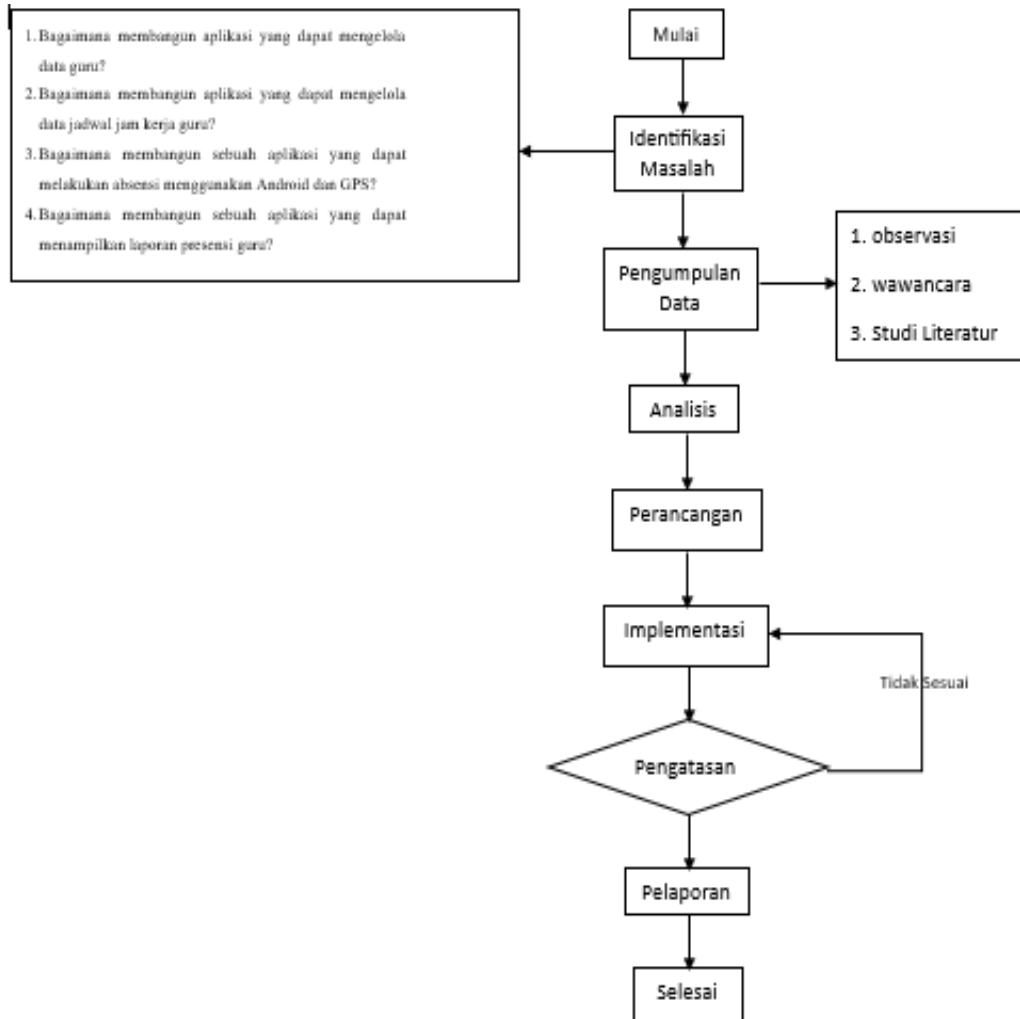 1. Bagaimana membangun aplikasi yang dapat mengelola
data guru?
2. Bagaimana membangun aplikasi yang dapat mengelola
data jadwal jam kerja guru?
3. Bagaimana membangun sebuah aplikasi yang dapat
melakukan absensi menggunakan Android dan GPS?
4. Bagaimana membangun sebuah aplikasi yang dapat
menampilkan laporan presensi guru?
Mulai
Identifikasi
Masalah
Pengumpulan
Data
1. observasi
2. wawancara
3. Studi Literatur
Analisis
Perancangan
Implementasi
Tidak Sesuai
Pengatasan
Pelaporan
Selesai